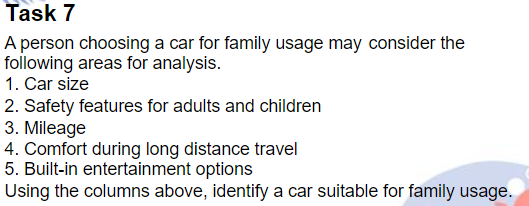 Task 7
A person choosing a car for family usage may consider the
following areas for analysis.
1. Car size
2. Safety features for adults and children
3. Mileage
4. Comfort during long distance travel
5. Built-in entertainment options
Using the columns above, identify a car suitable for family usage.